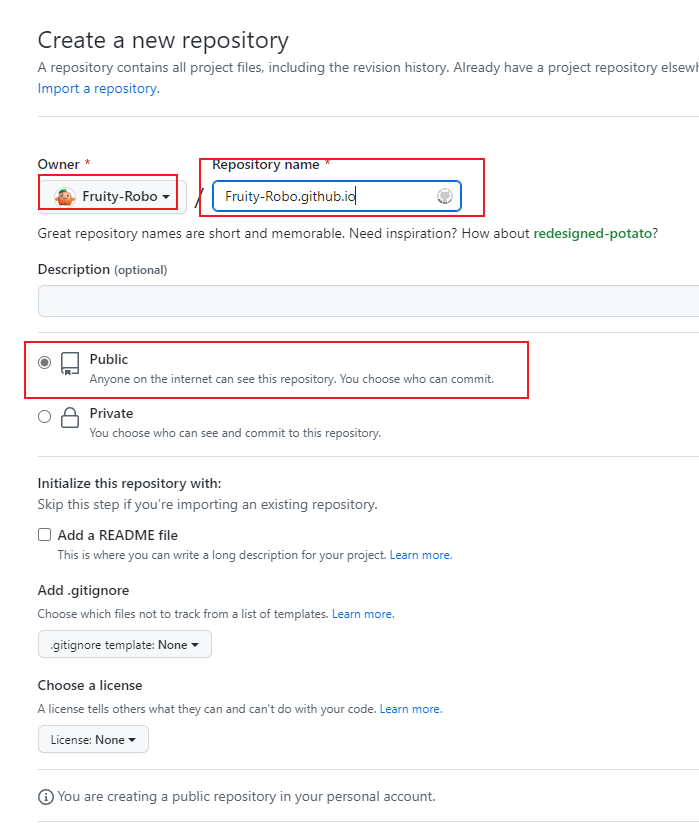 Create a new repository
A repository contains all project files, including the revision history. Already have a project repository
Import a repository.
Owner *
Repository name *
Fruity-Robo
/
Fruity-Robo.github.io
Great repository names are short and memorable. Need inspiration? How about redesigned-potato?
Description (optional)
Public
Anyone on the internet can see this repository. You choose who can commit.
Private
You choose who can see and commit to this repository.
Initialize this repository with:
Skip this step if you're importing an existing repository.
Add a README file
This is where you can write a long description for your project. Learn more.
Add .gitignore
Choose which files not to track from a list of templates. Learn more.
.gitignore template: None
Choose a license
A license tells others what they can and can't do with your code. Learn more.
License: None
You are creating a public repository in your personal account.